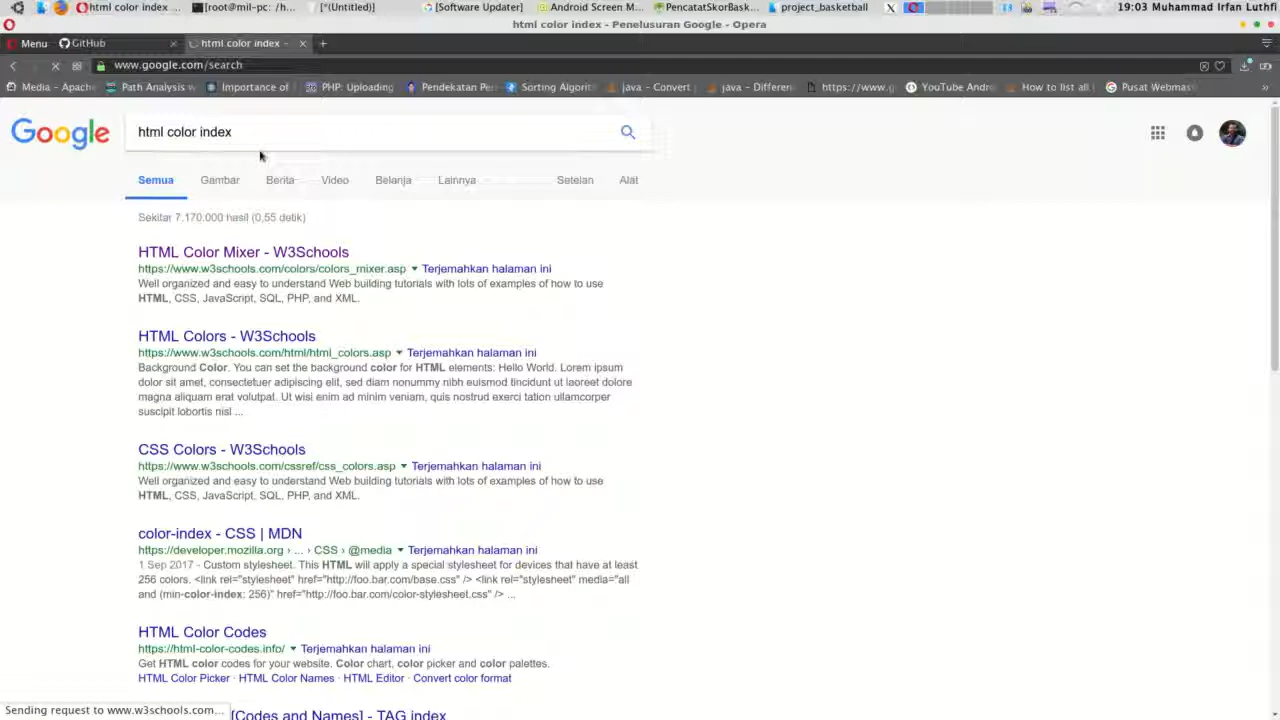 html color index ...
[root@mil-pc: /h...
[*(Untitled)]
[Software Updater]
Android Screen M...
PencatatSkorBask...
project_basketball
19:03 Muhammad Irfan Luthfi
html color index - Penelusuran Google - Opera
Menu
GitHub
html color index -
www.google.com/search
Media - Apache
Path Analysis w
Importance of
PHP: Uploading
Pendekatan Per
Sorting Algorit
java - Convert
java - Differen
https://www.g
YouTube Andro
How to list all
Pusat Webmast
Google
html color index
Semua
Gambar
Berita
Video
Belanja
Lainnya
Setelan
Alat
Sekitar 7.170.000 hasil (0,55 detik)
HTML Color Mixer - W3Schools
https://www.w3schools.com/colors/colors_mixer.asp ▼ Terjemahkan halaman ini
Well organized and easy to understand Web building tutorials with lots of examples of how to use
HTML, CSS, JavaScript, SQL, PHP, and XML.
HTML Colors - W3Schools
https://www.w3schools.com/html/html_colors.asp ▼ Terjemahkan halaman ini
Background Color. You can set the background color for HTML elements: Hello World. Lorem ipsum
dolor sit amet, consectetuer adipiscing elit, sed diam nonummy nibh euismod tincidunt ut laoreet dolore
magna aliquam erat volutpat. Ut wisi enim ad minim veniam, quis nostrud exerci tation ullamcorper
suscipit lobortis nisl ...
CSS Colors - W3Schools
https://www.w3schools.com/cssref/css_colors.asp ▼ Terjemahkan halaman ini
Well organized and easy to understand Web building tutorials with lots of examples of how to use
HTML, CSS, JavaScript, SQL, PHP, and XML.
color-index - CSS | MDN
https://developer.mozilla.org › ... › CSS › @media ▼ Terjemahkan halaman ini
1 Sep 2017 - Custom stylesheet. This HTML will apply a special stylesheet for devices that have at least
256 colors. <link rel="stylesheet" href="http://foo.bar.com/base.css" /> <link rel="stylesheet" media="all
and (min-color-index: 256)" href="http://foo.bar.com/color-stylesheet.css" /> ...
HTML Color Codes
https://html-color-codes.info/ ▼ Terjemahkan halaman ini
Get HTML color codes for your website. Color chart, color picker and color palettes.
HTML Color Picker · HTML Color Names · HTML Editor · Convert color format
Sending request to www.w3schools.com...
[Codes and Names] - TAG index